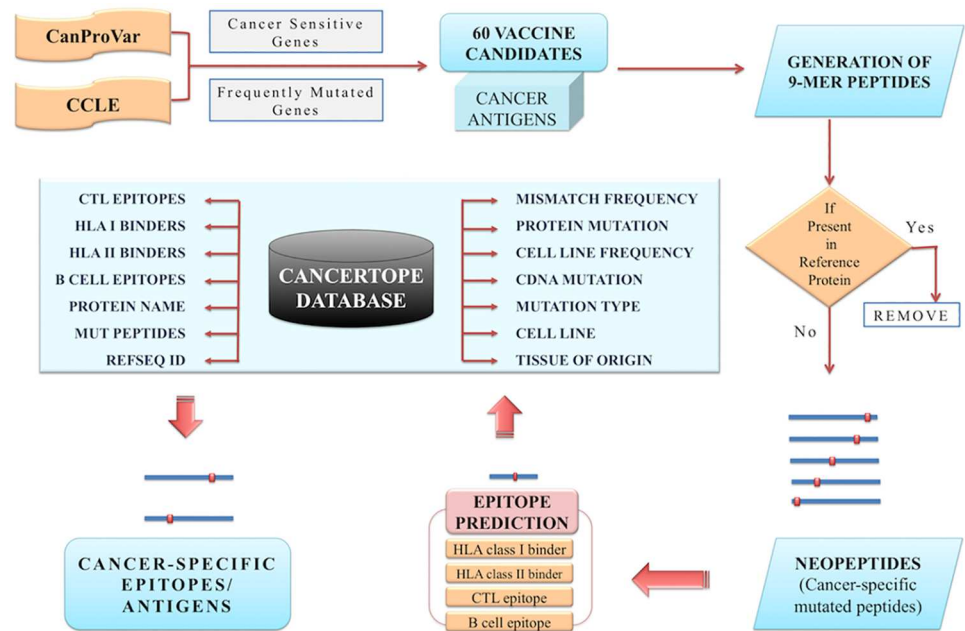 CanProVar
CCLE
Cancer Sensitive
Genes
Frequently Mutated
Genes
60 VACCINE
CANDIDATES
CANCER
ANTIGENS
GENERATION OF
9-MER PEPTIDES
If
Present
in
Reference
Protein
Yes
REMOVE
No
CTL EPITOPES
HLA I BINDERS
HLA II BINDERS
B CELL EPITOPES
PROTEIN NAME
MUT PEPTIDES
REFSEQ ID
CANCERTOPE
DATABASE
MISMATCH FREQUENCY
PROTEIN MUTATION
CELL LINE FREQUENCY
CDNA MUTATION
MUTATION TYPE
CELL LINE
TISSUE OF ORIGIN
NEOPEPTIDES
(Cancer-specific
mutated peptides)
EPITOPE
PREDICTION
HLA class I binder
HLA class II binder
CTL epitope
B cell epitope
CANCER-SPECIFIC
EPITOPES/
ANTIGENS